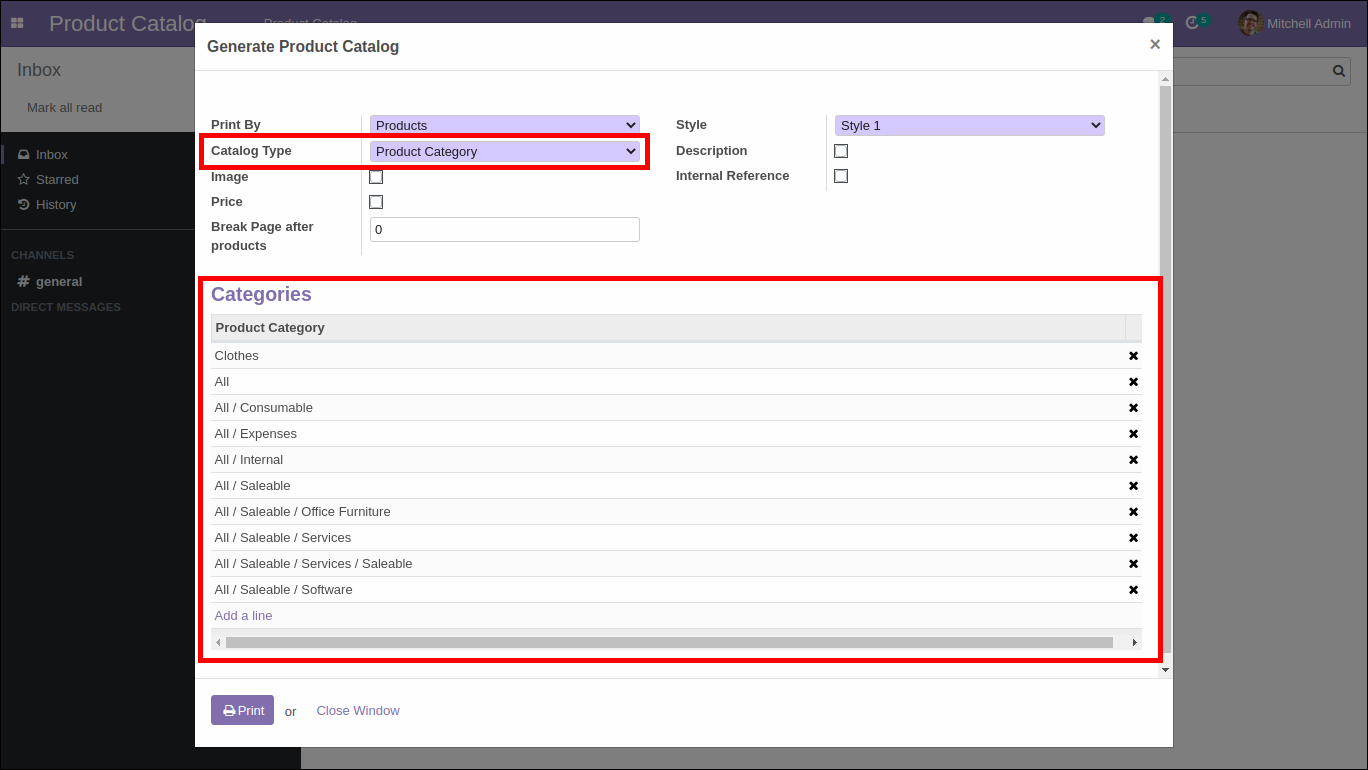 Product Catalog
Product Catalog
2
5
Mitchell Admin
Generate Product Catalog
×
Inbox
Mark all read
Inbox
Starred
History
CHANNELS
# general
DIRECT MESSAGES
Print By
Products
Style
Style 1
Catalog Type
Product Category
Description
Image
Internal Reference
Price
Break Page after
products
0
Categories
Product Category
Clothes
All
All / Consumable
All / Expenses
All / Internal
All / Saleable
All / Saleable / Office Furniture
All / Saleable / Services
All / Saleable / Services / Saleable
All / Saleable / Software
Add a line
Print or Close Window